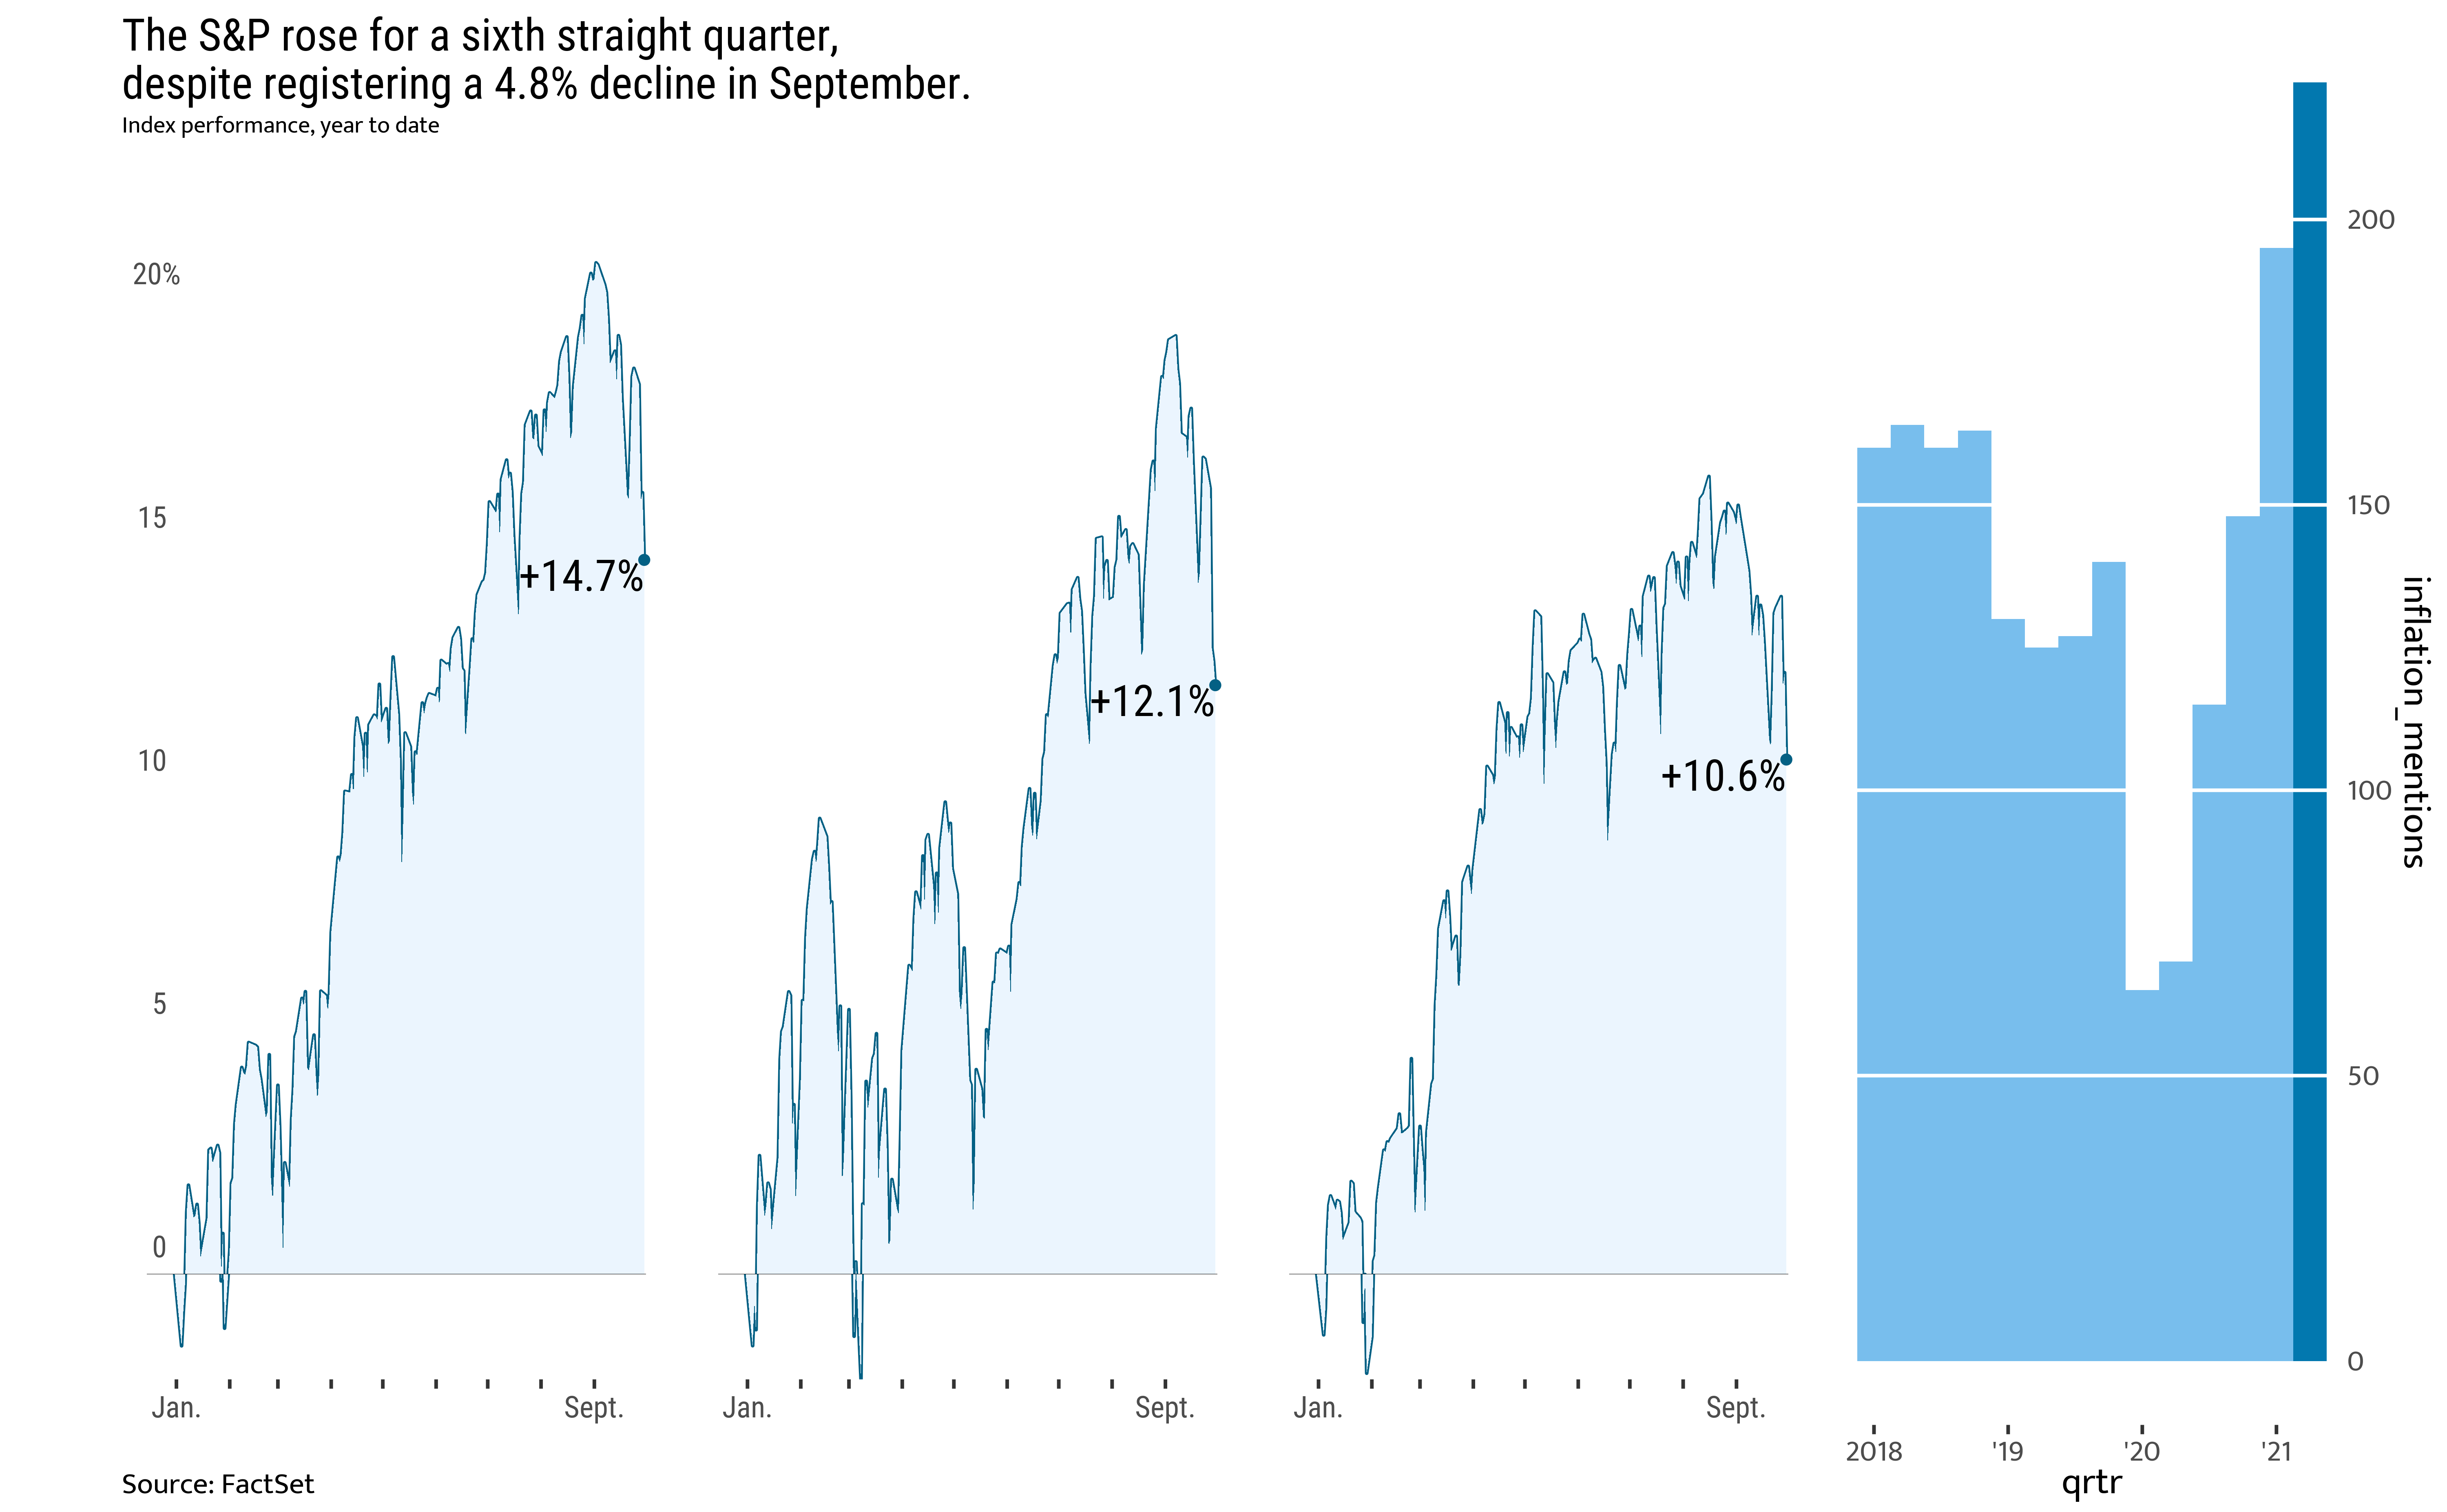 The S&P rose for a sixth straight quarter,
despite registering a 4.8% decline in September.
Index performance, year to date
20%
15
10
5
0
+14.7%
Jan.
Sept.
+12.1%
Jan.
Sept.
+10.6%
Jan.
Sept.
200
150
100
50
0
inflation_mentions
2018
'19
'20
'21
qrtr
Source: FactSet